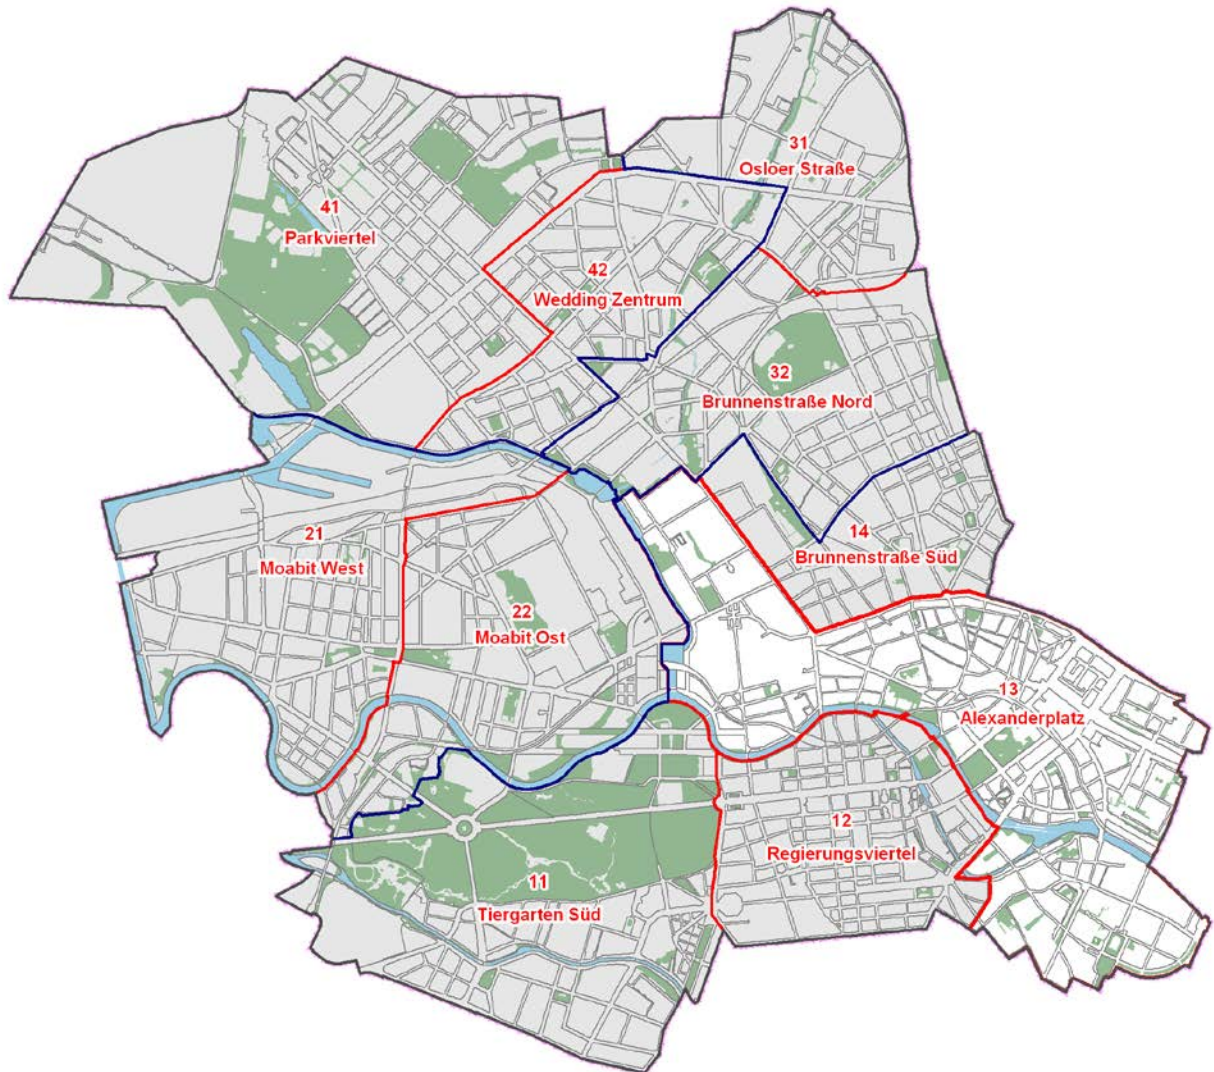 31
Osloer Straße
41
Parkviertel
42
Wedding Zentrum
32
Brunnenstraße Nord
21
Moabit West
14
Brunnenstraße Süd
22
Moabit Ost
13
Alexanderplatz
12
Regierungsviertel
11
Tiergarten Süd